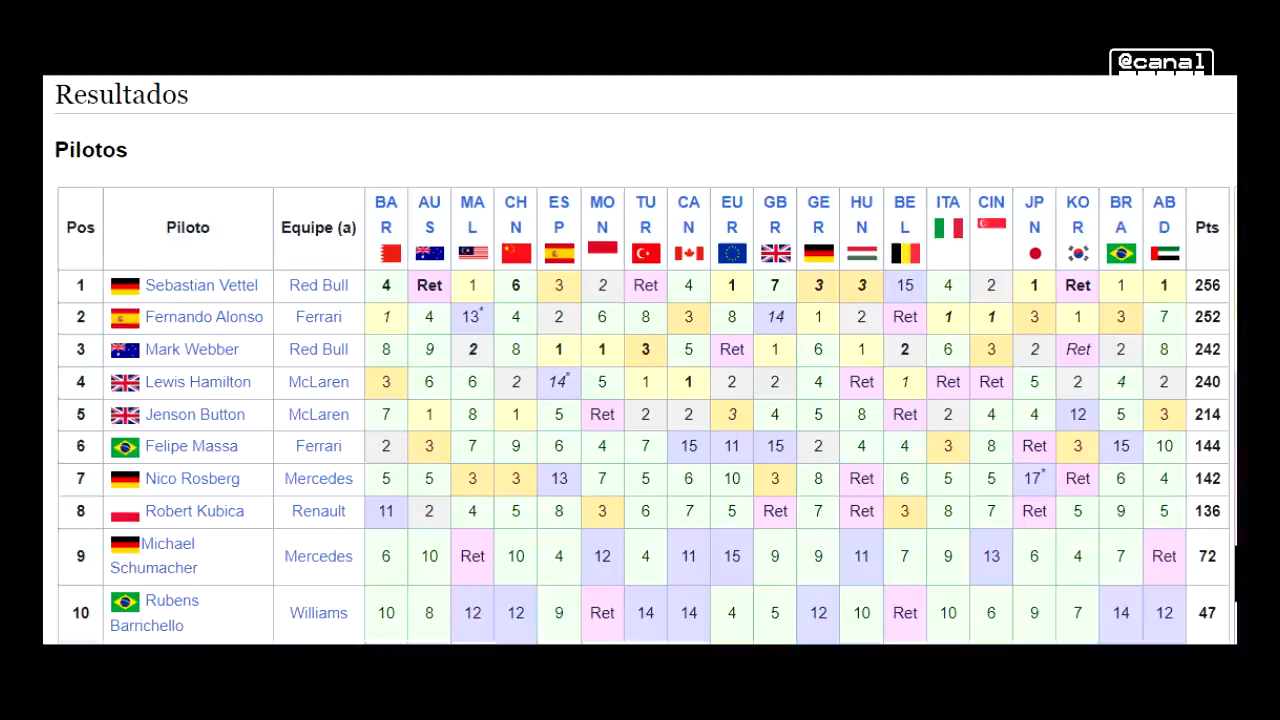 @canal
Resultados
Pilotos
Pos Piloto Equipe (a) BAR AUS MAL CHN ESP MON TUR CAN EUR GBR GER HUN BEL ITA CIN JPN KOR BRA ABD Pts
1 Sebastian Vettel Red Bull 4 Ret 1 6 3 2 Ret 4 1 7 3 3 15 4 2 1 Ret 1 1 256
2 Fernando Alonso Ferrari 1 4 13* 4 2 6 8 3 8 14 1 2 Ret 1 1 3 1 3 7 252
3 Mark Webber Red Bull 8 9 2 8 1 1 3 5 Ret 1 6 1 2 6 3 2 Ret 2 8 242
4 Lewis Hamilton McLaren 3 6 6 2 14* 5 1 1 2 2 4 Ret 1 Ret Ret 5 2 4 2 240
5 Jenson Button McLaren 7 1 8 1 5 Ret 2 2 3 4 5 8 Ret 2 4 4 12 5 3 214
6 Felipe Massa Ferrari 2 3 7 9 6 4 7 15 11 15 2 4 4 3 8 Ret 3 15 10 144
7 Nico Rosberg Mercedes 5 5 3 3 13 7 5 6 10 3 8 Ret 6 5 5 17* Ret 6 4 142
8 Robert Kubica Renault 11 2 4 5 8 3 6 7 5 Ret 7 Ret 3 8 7 Ret 5 9 5 136
9 Michael Schumacher Mercedes 6 10 Ret 10 4 12 4 11 15 9 9 11 7 9 13 6 4 7 Ret 72
10 Rubens Barrichello Williams 10 8 12 12 9 Ret 14 14 4 5 12 10 Ret 10 6 9 7 14 12 47